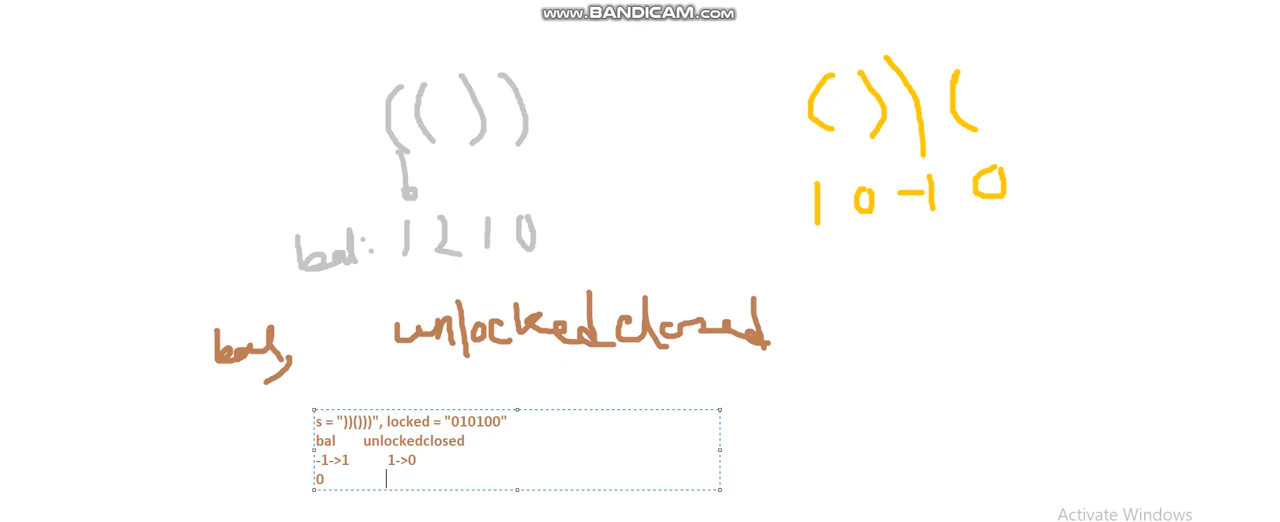 www.BANDICAM.com
( ( ) ) ( ) ) (
1 0 -1 0
bal: 1 2 1 0
bal, unlockedclosed
s = "))()))", locked = "010100"
bal unlockedclosed
-1->1 1->0
0
Activate Windows